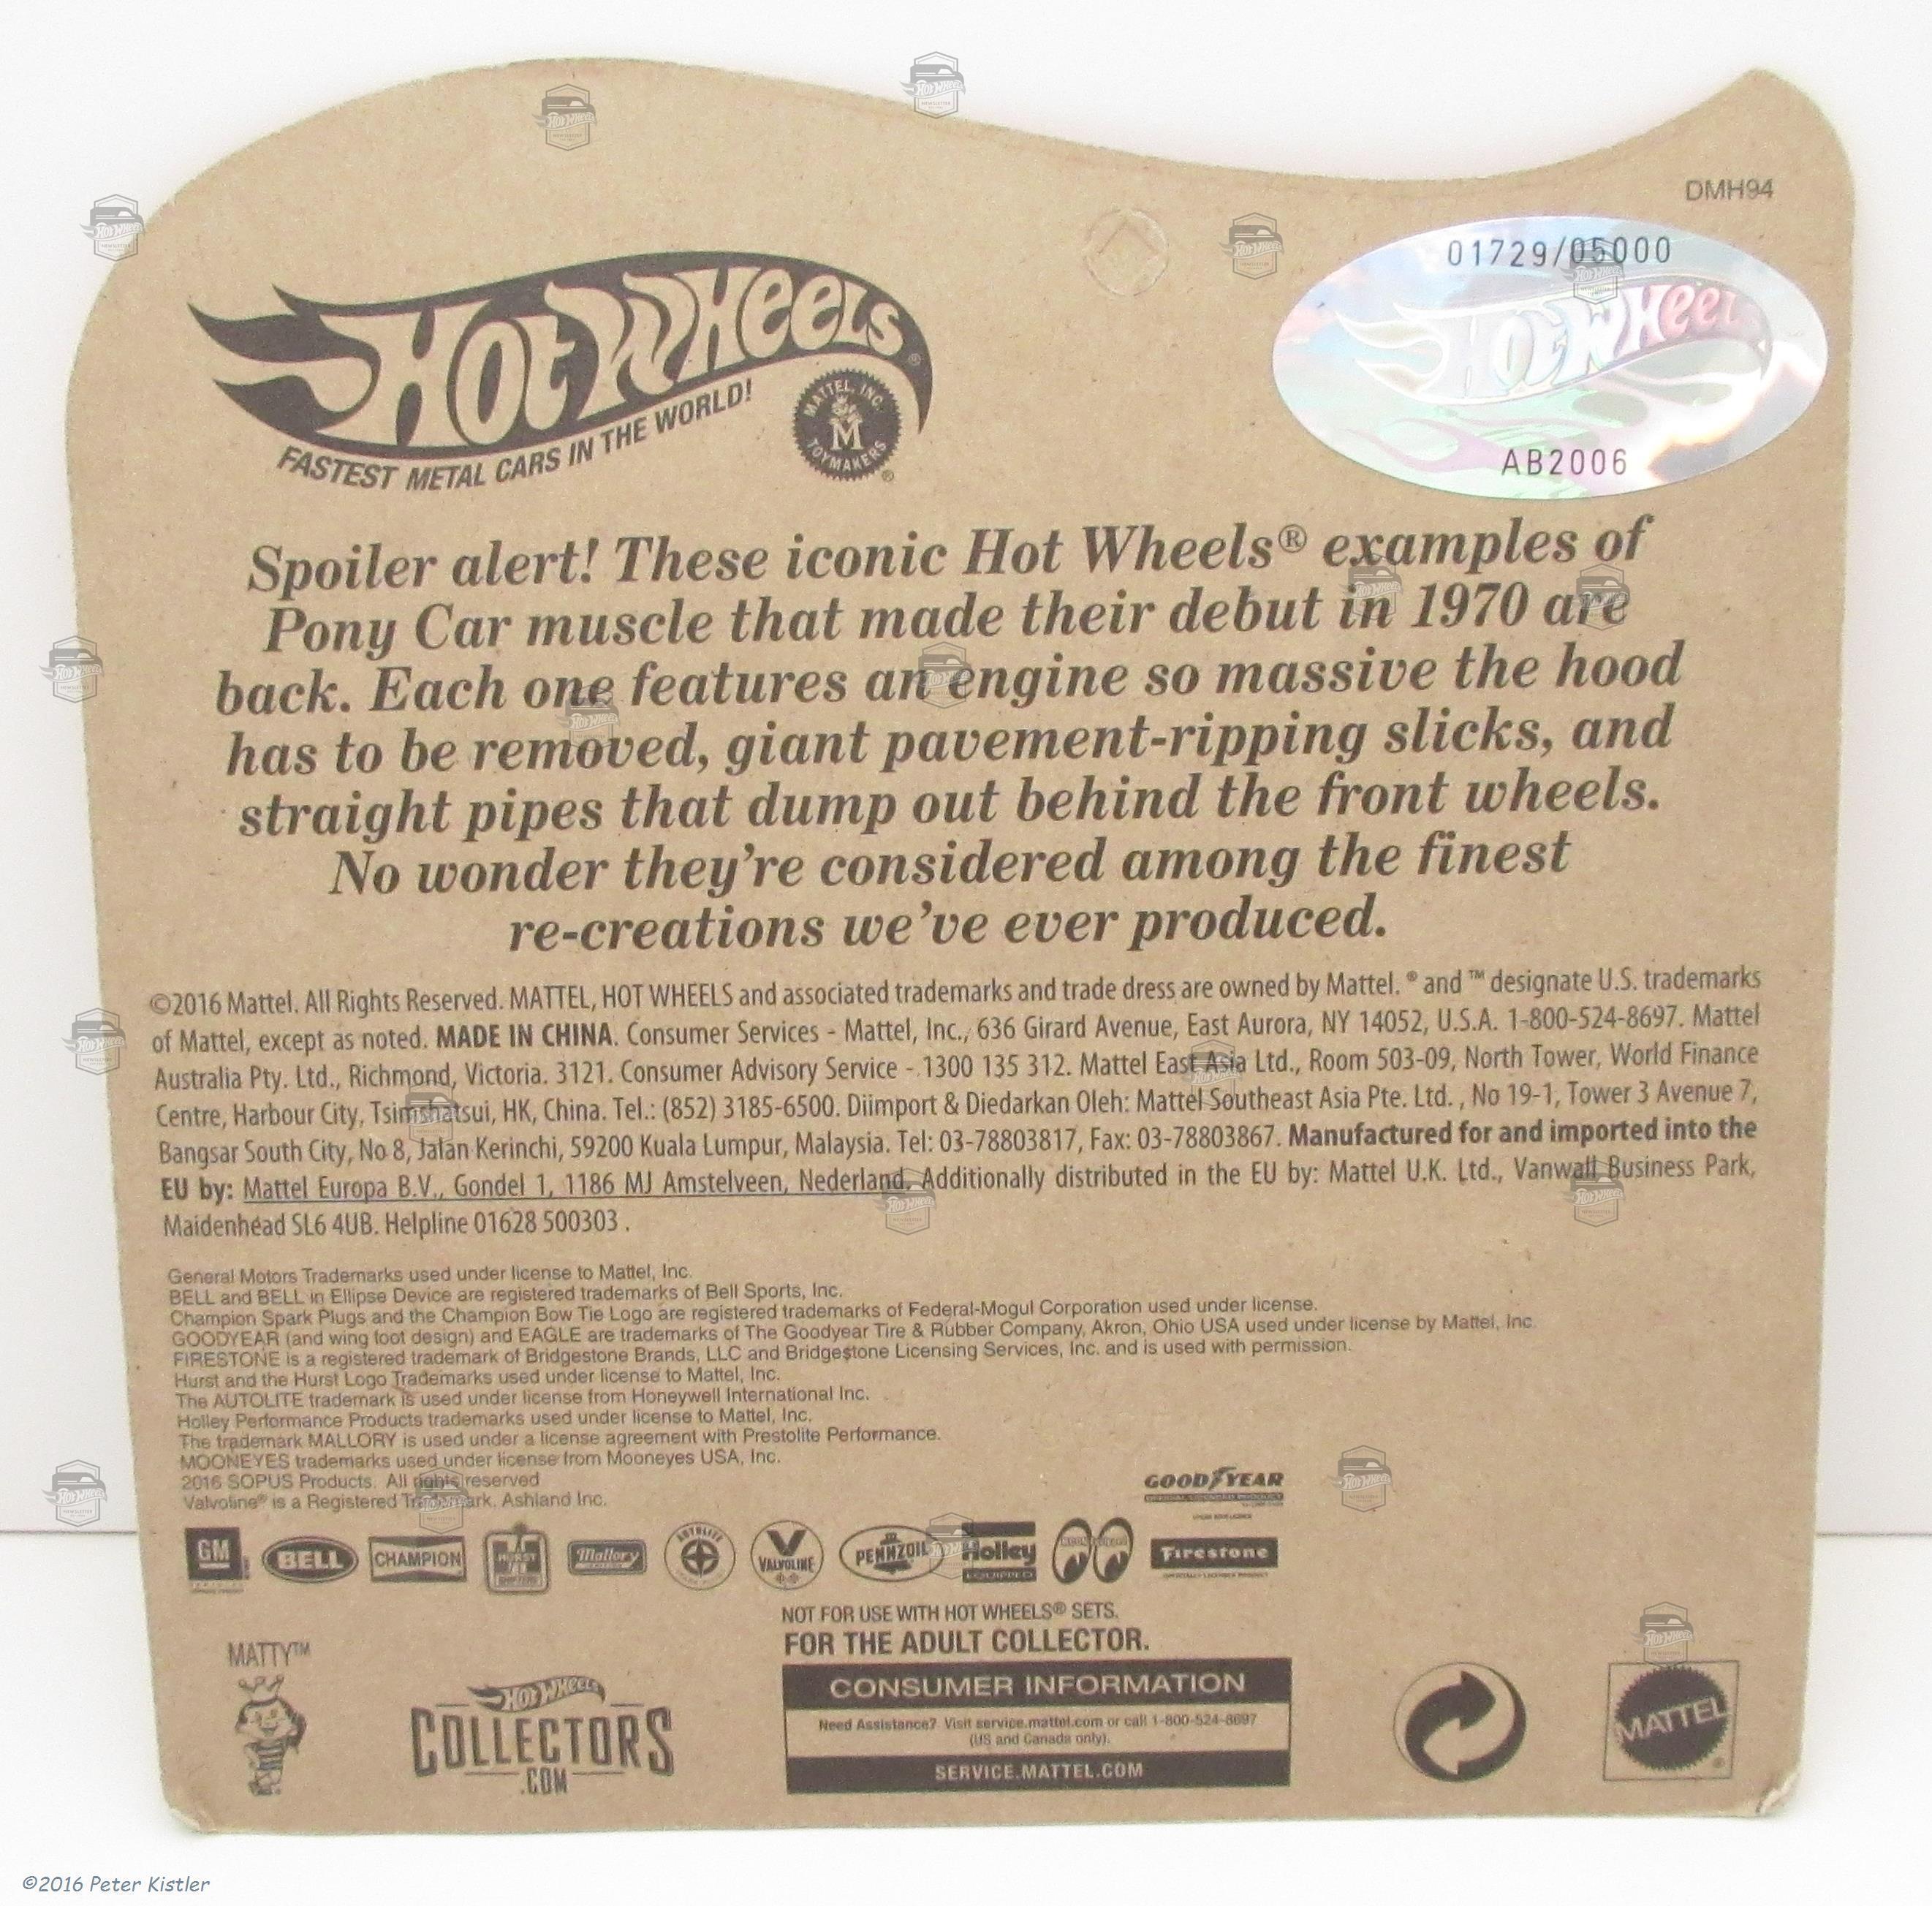 DMH94
01729/05000
HOT WHEELS
AB2006
HOT WHEELS®
FASTEST METAL CARS IN THE WORLD!
MATTEL, INC.
M
TOYMAKERS
®
Spoiler alert! These iconic Hot Wheels® examples of
Pony Car muscle that made their debut in 1970 are
back. Each one features an engine so massive the hood
has to be removed, giant pavement-ripping slicks, and
straight pipes that dump out behind the front wheels.
No wonder they're considered among the finest
re-creations we've ever produced.
©2016 Mattel. All Rights Reserved. MATTEL, HOT WHEELS and associated trademarks and trade dress are owned by Mattel. ® and ™ designate U.S. trademarks
of Mattel, except as noted. MADE IN CHINA. Consumer Services - Mattel, Inc., 636 Girard Avenue, East Aurora, NY 14052, U.S.A. 1-800-524-8697. Mattel
Australia Pty. Ltd., Richmond, Victoria. 3121. Consumer Advisory Service - 1300 135 312. Mattel East Asia Ltd., Room 503-09, North Tower, World Finance
Centre, Harbour City, Tsimshatsui, HK, China. Tel.: (852) 3185-6500. Diimport & Diedarkan Oleh: Mattel Southeast Asia Pte. Ltd. , No 19-1, Tower 3 Avenue 7,
Bangsar South City, No 8, Jalan Kerinchi, 59200 Kuala Lumpur, Malaysia. Tel: 03-78803817, Fax: 03-78803867. Manufactured for and imported into the
EU by: Mattel Europa B.V., Gondel 1, 1186 MJ Amstelveen, Nederland. Additionally distributed in the EU by: Mattel U.K. Ltd., Vanwall Business Park,
Maidenhead SL6 4UB. Helpline 01628 500303 .
General Motors Trademarks used under license to Mattel, Inc.
BELL and BELL in Ellipse Device are registered trademarks of Bell Sports, Inc.
Champion Spark Plugs and the Champion Bow Tie Logo are registered trademarks of Federal-Mogul Corporation used under license.
GOODYEAR (and wing foot design) and EAGLE are trademarks of The Goodyear Tire & Rubber Company, Akron, Ohio USA used under license by Mattel, Inc.
FIRESTONE is a registered trademark of Bridgestone Brands, LLC and Bridgestone Licensing Services, Inc. and is used with permission.
Hurst and the Hurst Logo Trademarks used under license to Mattel, Inc.
The AUTOLITE trademark is used under license from Honeywell International Inc.
Holley Performance Products trademarks used under license to Mattel, Inc.
The trademark MALLORY is used under a license agreement with Prestolite Performance.
MOONEYES trademarks used under license from Mooneyes USA, Inc.
2016 SOPUS Products. All rights reserved
Valvoline® is a Registered Trademark. Ashland Inc.
GOODYEAR
GM
BELL
CHAMPION
HURST
SHIFTERS
Mallory
AUTOLITE
VALVOLINE
PENNZOIL
Holley
EQUIPPED
Firestone
NOT FOR USE WITH HOT WHEELS® SETS.
FOR THE ADULT COLLECTOR.
CONSUMER INFORMATION
Need Assistance? Visit service.mattel.com or call 1-800-524-8697
(US and Canada only).
SERVICE.MATTEL.COM
MATTY™
HOT WHEELS
COLLECTORS
.COM
MATTEL
®
©2016 Peter Kistler